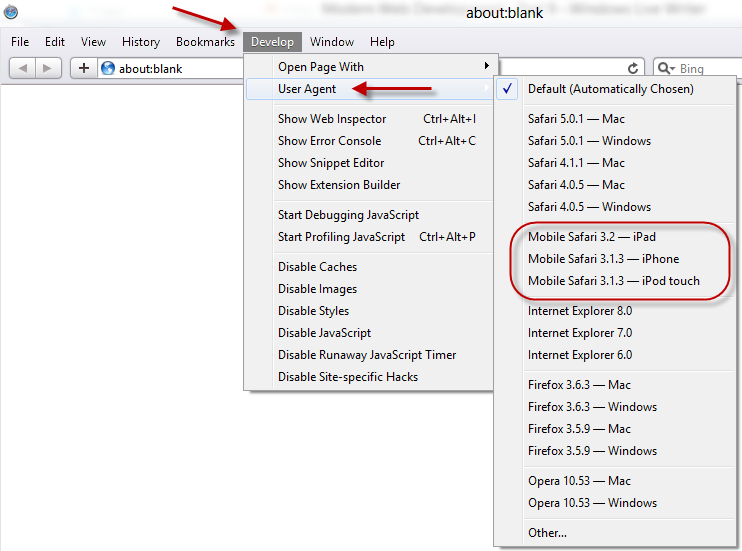 about:blank
File Edit View History Bookmarks Develop Window Help
about:blank
Bing
Open Page With
User Agent
Show Web Inspector Ctrl+Alt+I
Show Error Console Ctrl+Alt+C
Show Snippet Editor
Show Extension Builder
Start Debugging JavaScript
Start Profiling JavaScript Ctrl+Alt+P
Disable Caches
Disable Images
Disable Styles
Disable JavaScript
Disable Runaway JavaScript Timer
Disable Site-specific Hacks
Default (Automatically Chosen)
Safari 5.0.1 — Mac
Safari 5.0.1 — Windows
Safari 4.1.1 — Mac
Safari 4.0.5 — Mac
Safari 4.0.5 — Windows
Mobile Safari 3.2 — iPad
Mobile Safari 3.1.3 — iPhone
Mobile Safari 3.1.3 — iPod touch
Internet Explorer 8.0
Internet Explorer 7.0
Internet Explorer 6.0
Firefox 3.6.3 — Mac
Firefox 3.6.3 — Windows
Firefox 3.5.9 — Mac
Firefox 3.5.9 — Windows
Opera 10.53 — Mac
Opera 10.53 — Windows
Other...